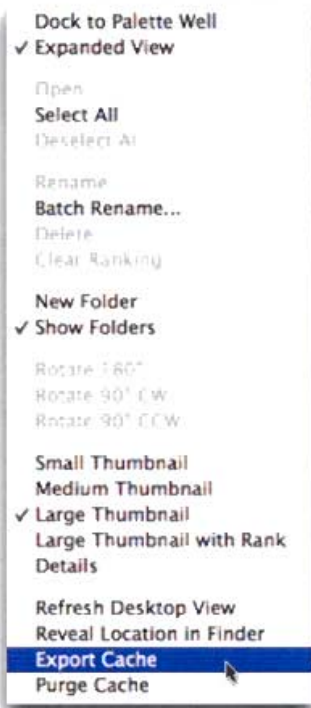 Dock to Palette Well
✓ Expanded View
Open
Select All
Deselect Al
Rename
Batch Rename...
Delete
Clear Ranking
New Folder
✓ Show Folders
Rotate 180°
Rotate 90° CW
Rotate 90° CCW
Small Thumbnail
Medium Thumbnail
✓ Large Thumbnail
Large Thumbnail with Rank
Details
Refresh Desktop View
Reveal Location in Finder
Export Cache
Purge Cache